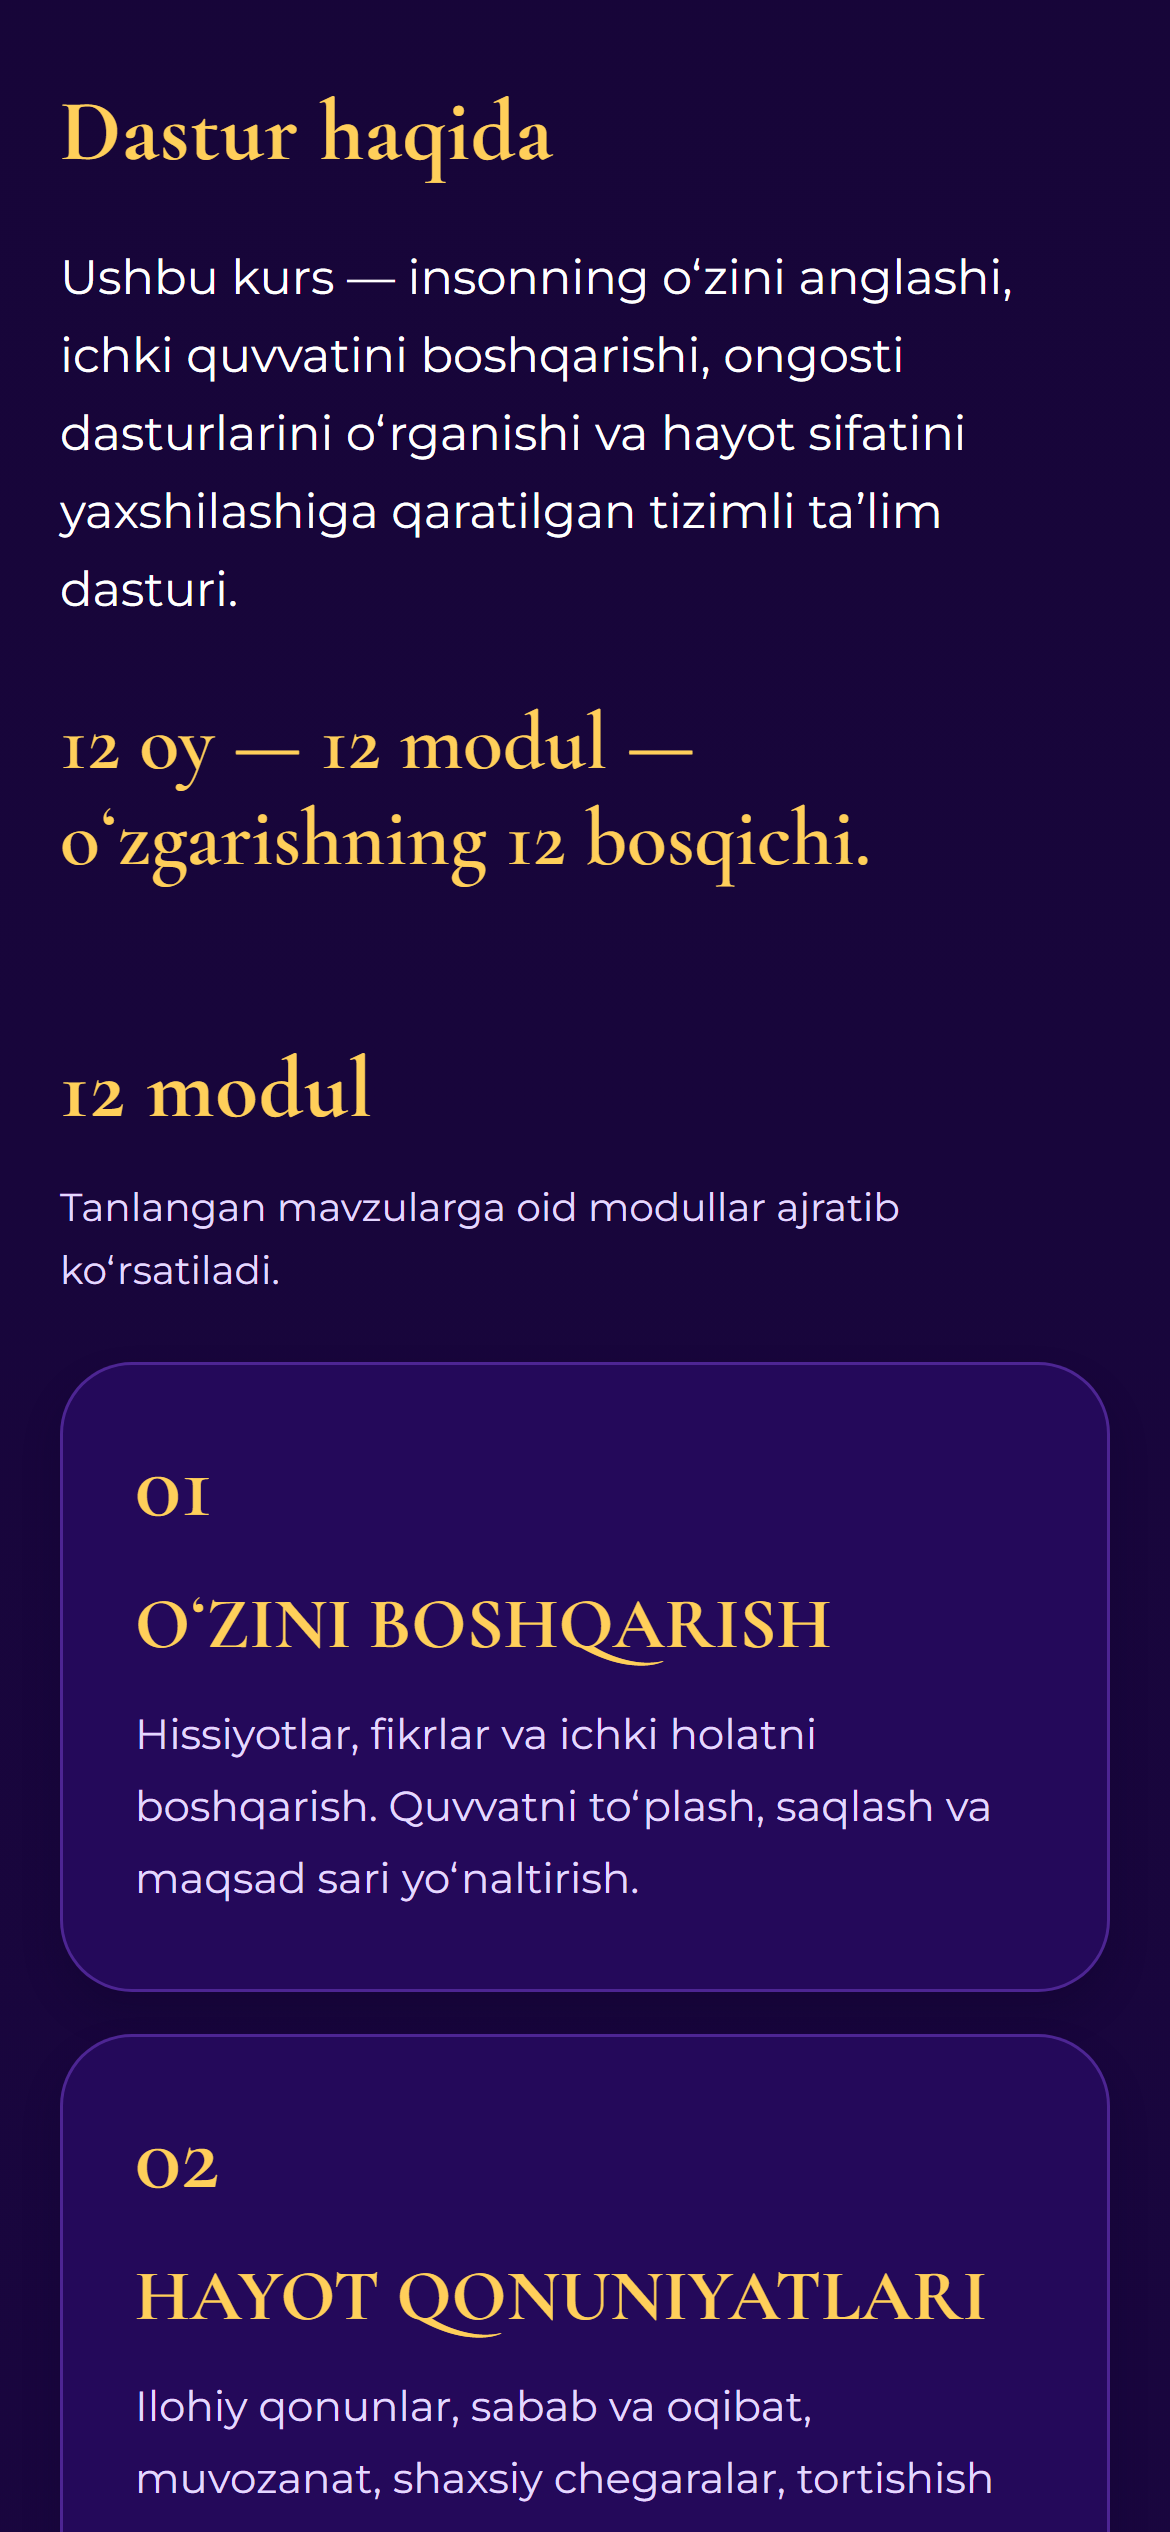 Dastur haqida
Ushbu kurs — insonning o‘zini anglashi,
ichki quvvatini boshqarishi, ongosti
dasturlarini o‘rganishi va hayot sifatini
yaxshilashiga qaratilgan tizimli ta’lim
dasturi.
12 oy — 12 modul —
o‘zgarishning 12 bosqichi.
12 modul
Tanlangan mavzularga oid modullar ajratib
ko‘rsatiladi.
01
O‘ZINI BOSHQARISH
Hissiyotlar, fikrlar va ichki holatni
boshqarish. Quvvatni to‘plash, saqlash va
maqsad sari yo‘naltirish.
02
HAYOT QONUNIYATLARI
Ilohiy qonunlar, sabab va oqibat,
muvozanat, shaxsiy chegaralar, tortishish